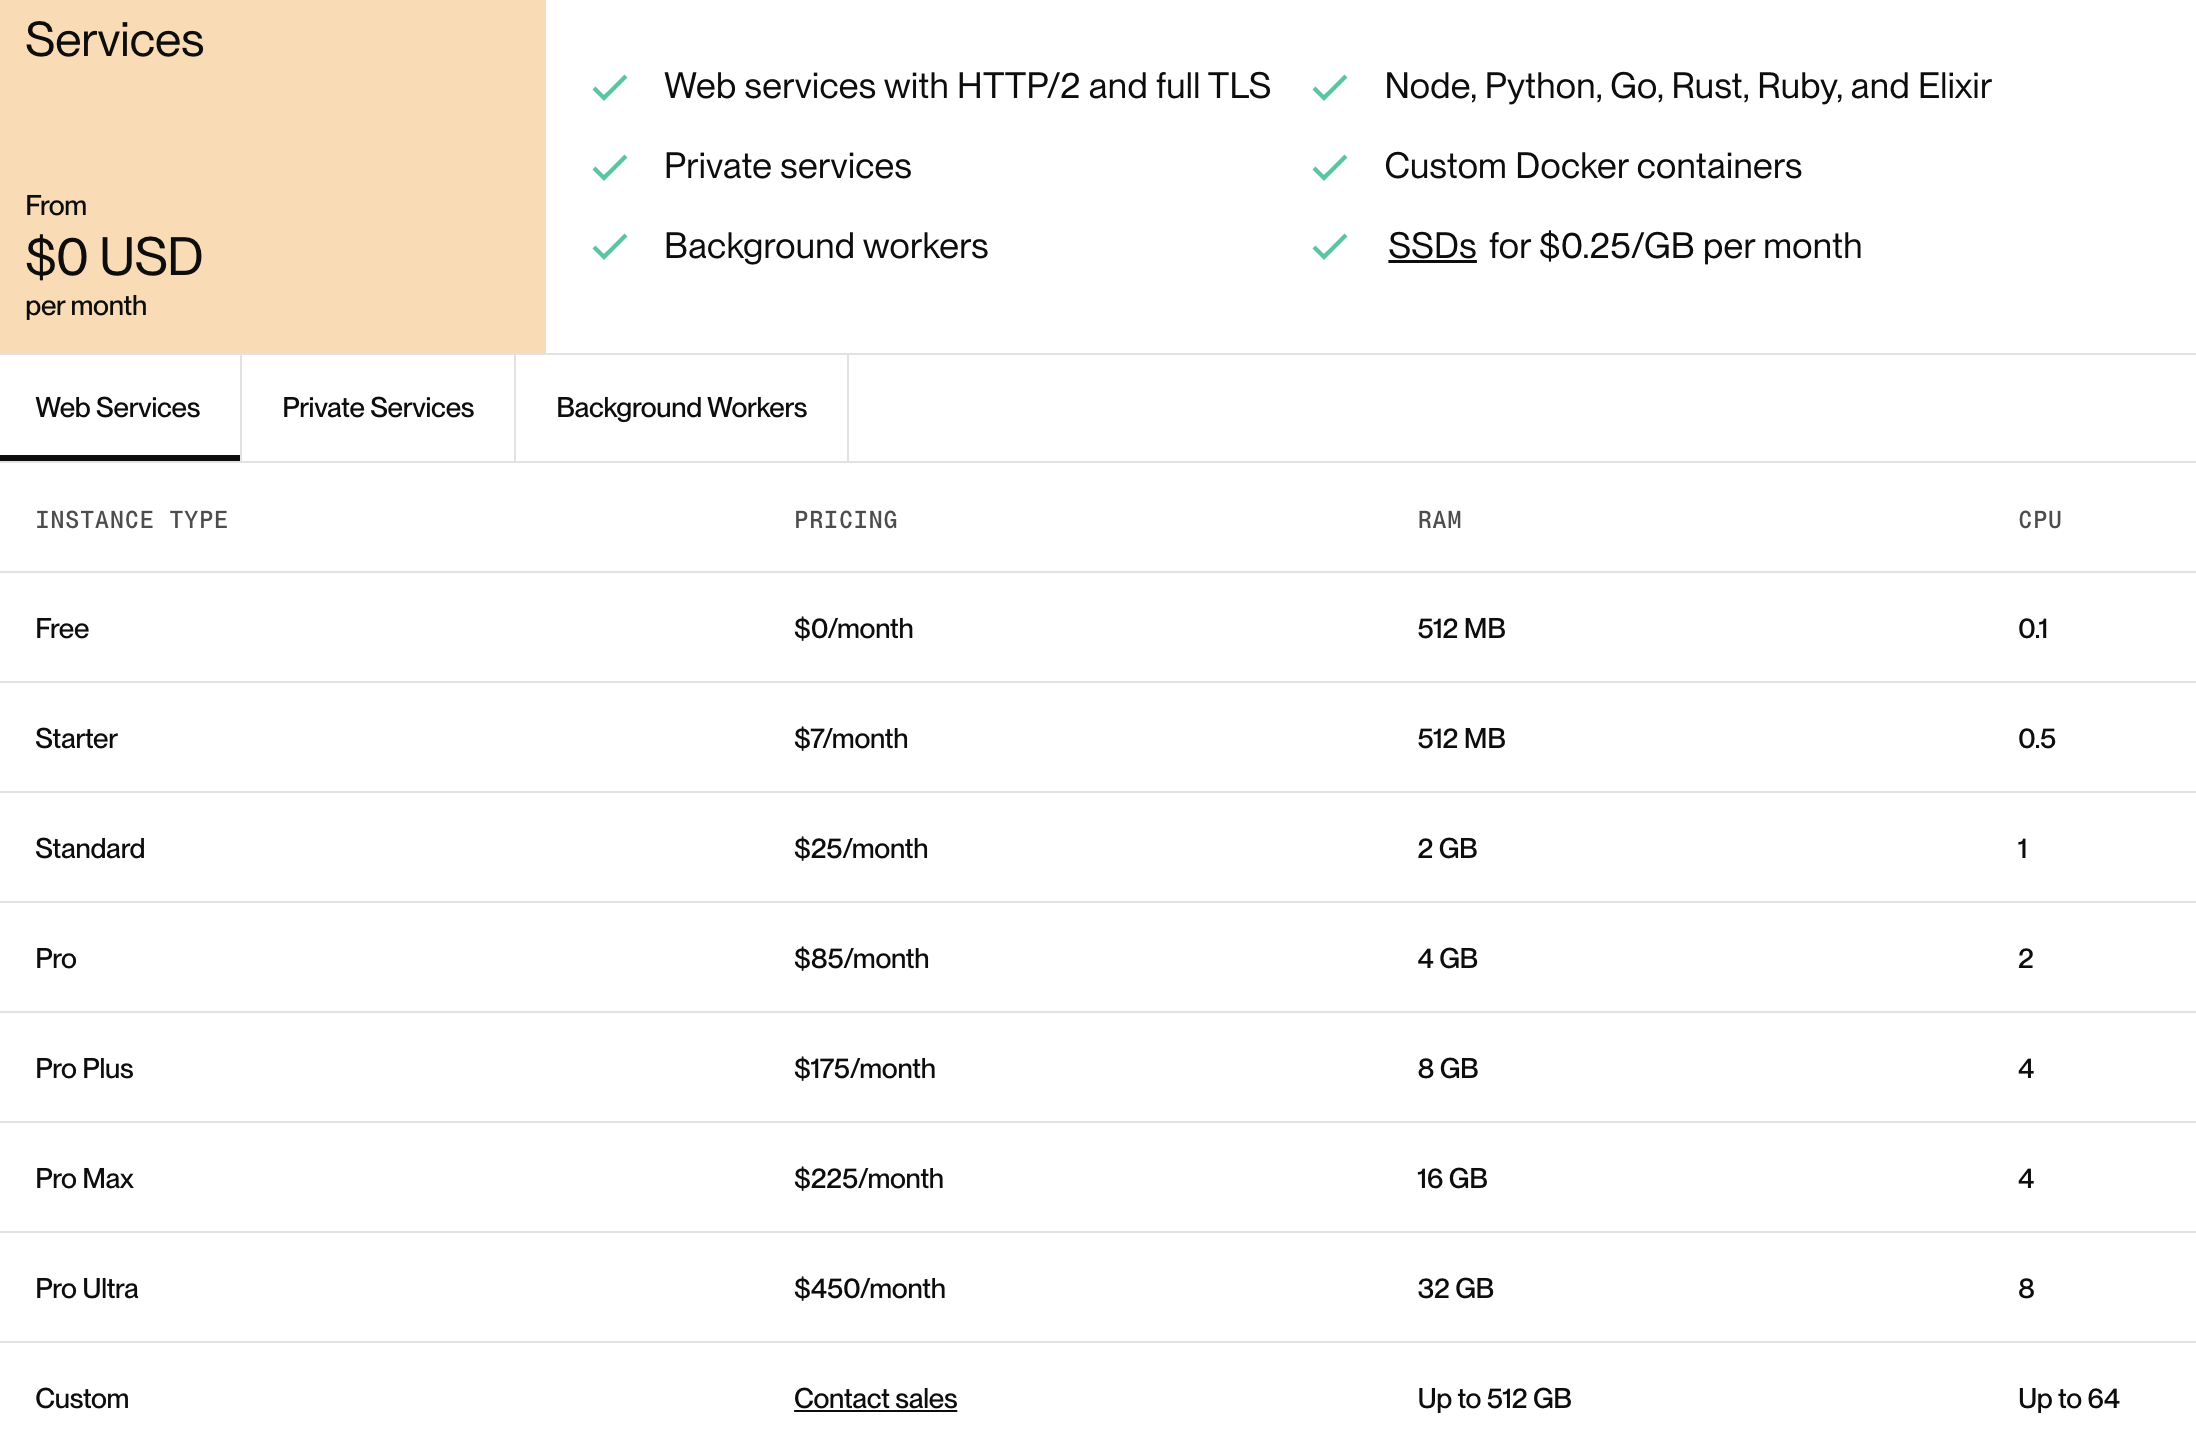 Services
From
$0 USD
per month
Web services with HTTP/2 and full TLS
Private services
Background workers
Node, Python, Go, Rust, Ruby, and Elixir
Custom Docker containers
SSDs for $0.25/GB per month
Web Services Private Services Background Workers
INSTANCE TYPE PRICING RAM CPU
Free $0/month 512 MB 0.1
Starter $7/month 512 MB 0.5
Standard $25/month 2 GB 1
Pro $85/month 4 GB 2
Pro Plus $175/month 8 GB 4
Pro Max $225/month 16 GB 4
Pro Ultra $450/month 32 GB 8
Custom Contact sales Up to 512 GB Up to 64